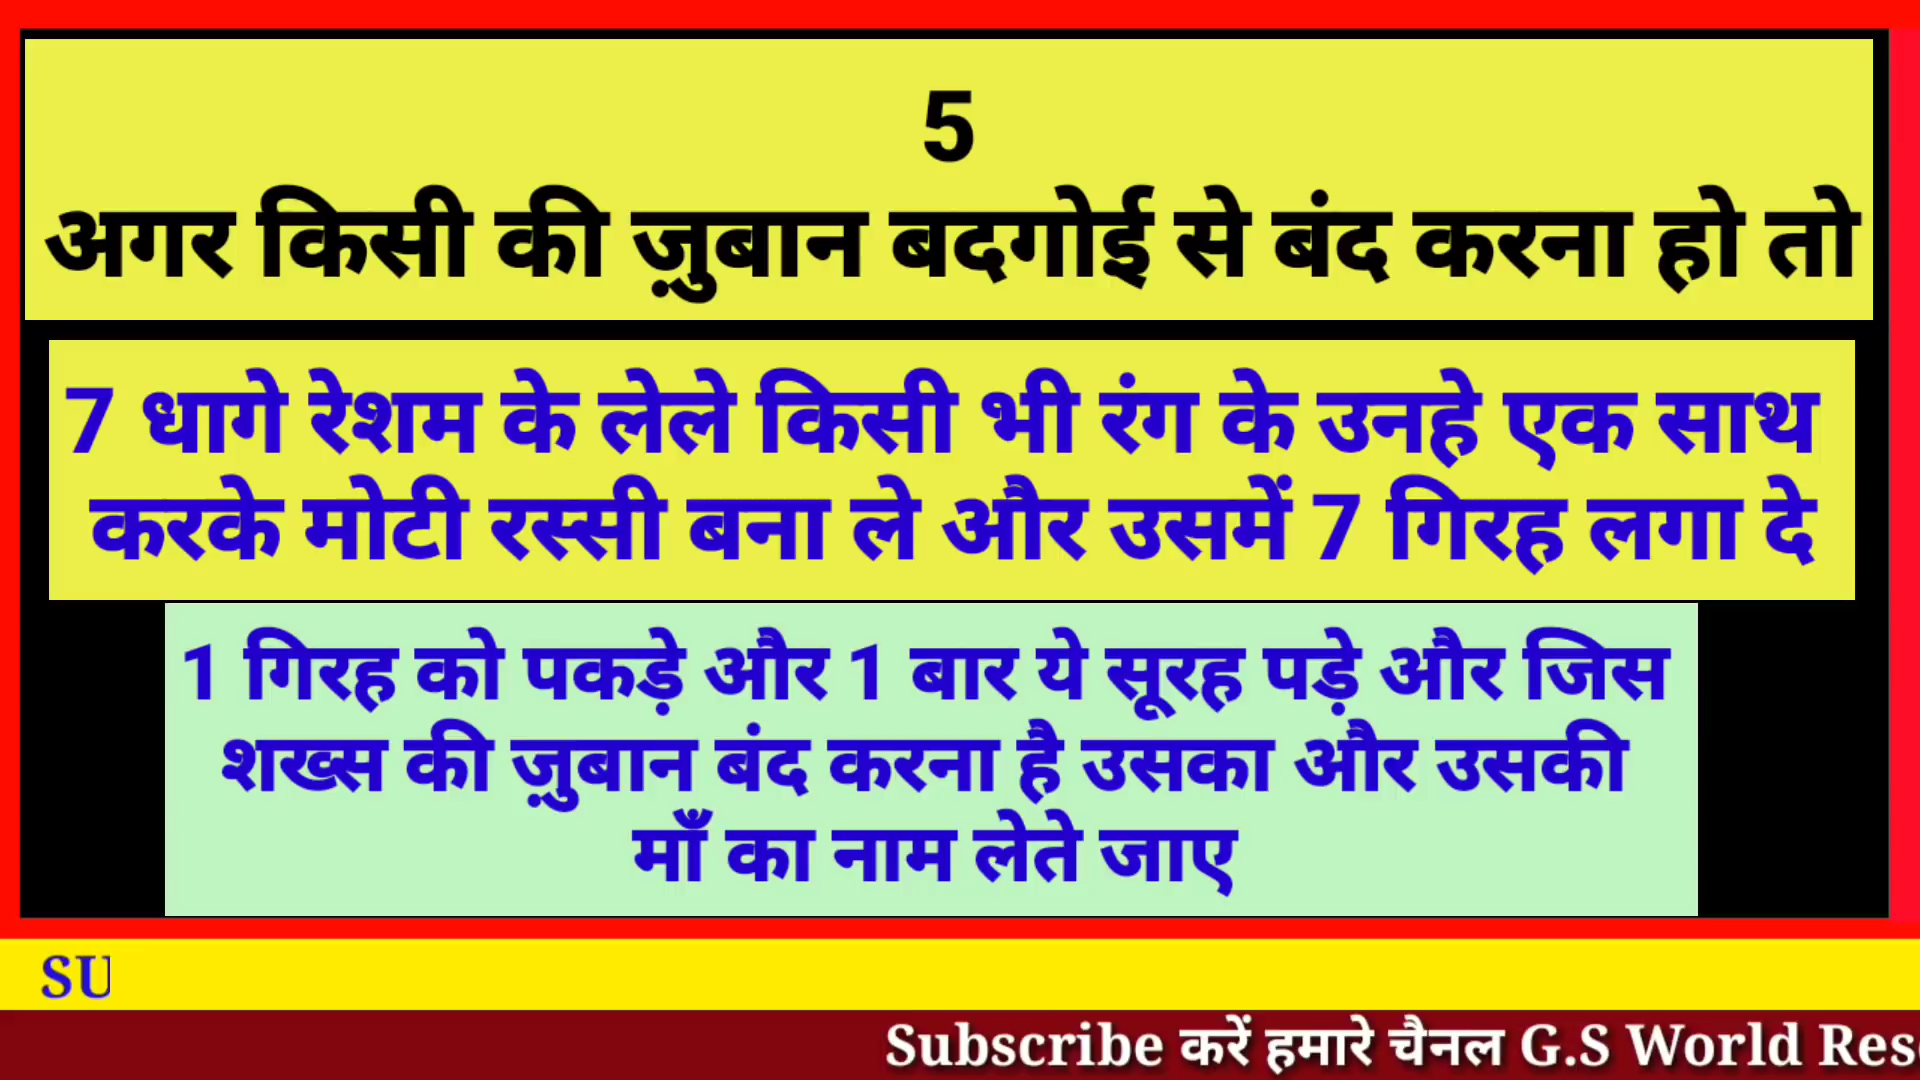 5
अगर किसी की ज़ुबान बदगोई से बंद करना हो तो
7 धागे रेशम के लेले किसी भी रंग के उनहे एक साथ
करके मोटी रस्सी बना ले और उसमें 7 गिरह लगा दे
1 गिरह को पकड़े और 1 बार ये सूरह पड़े और जिस
शख्स की ज़ुबान बंद करना है उसका और उसकी
माँ का नाम लेते जाए
SU
Subscribe करें हमारे चैनल G.S World Res